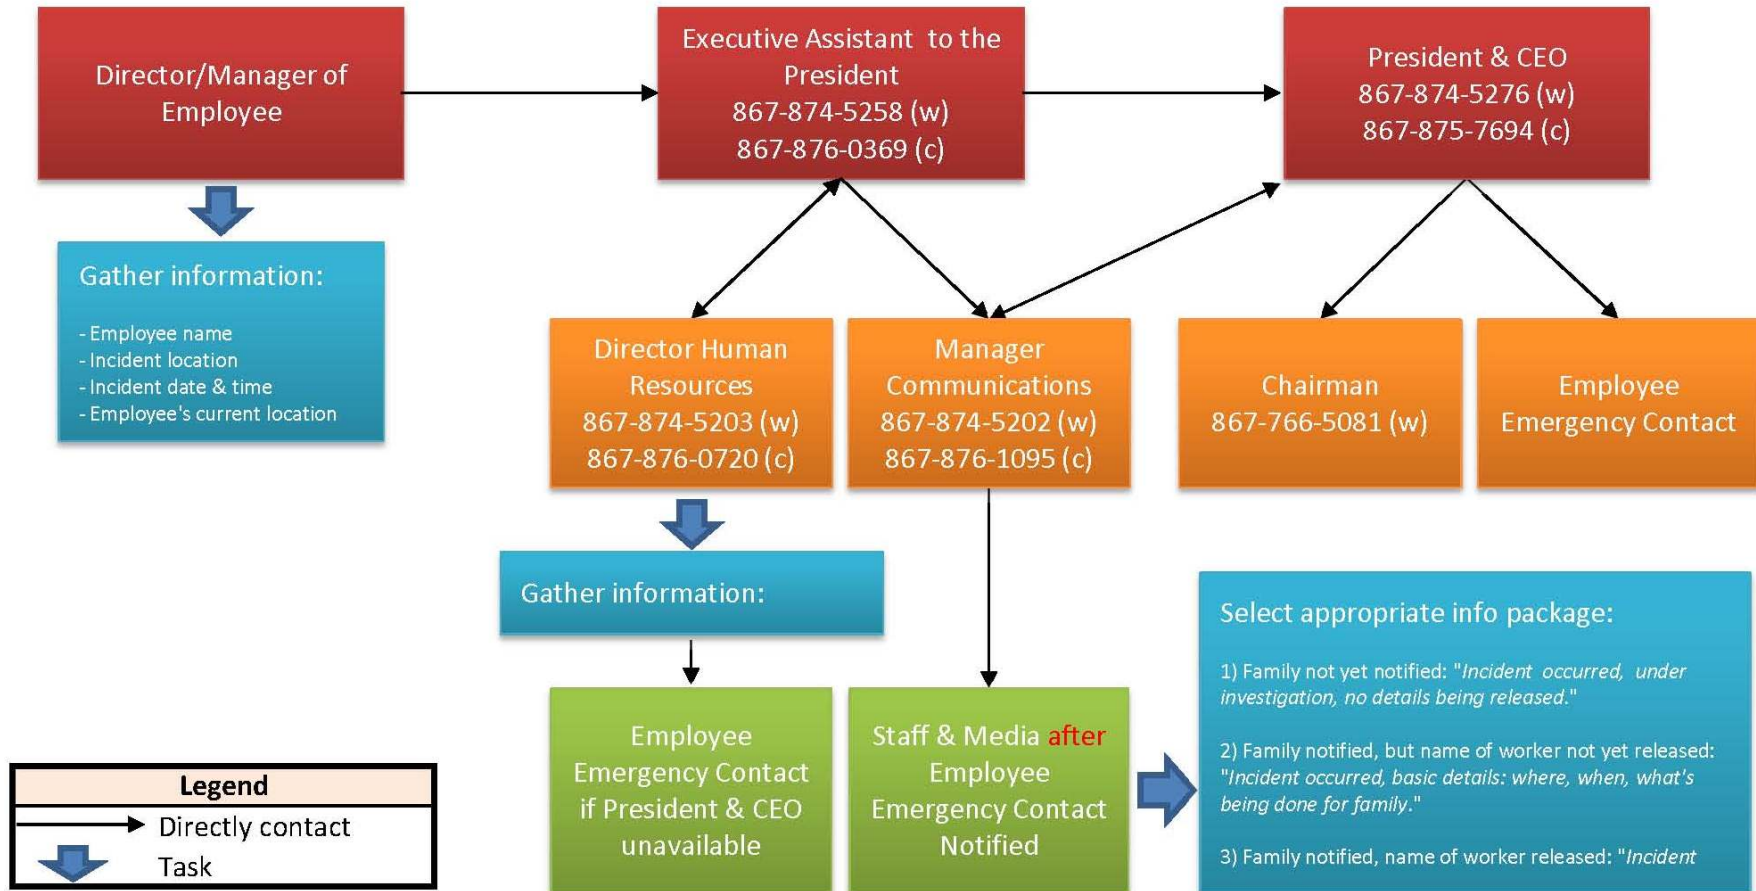 Director/Manager of
Employee
Executive Assistant to the
President
867-874-5258 (w)
867-876-0369 (c)
President & CEO
867-874-5276 (w)
867-875-7694 (c)
Gather information:
- Employee name
- Incident location
- Incident date & time
- Employee's current location
Director Human
Resources
867-874-5203 (w)
867-876-0720 (c)
Manager
Communications
867-874-5202 (w)
867-876-1095 (c)
Chairman
867-766-5081 (w)
Employee
Emergency Contact
Gather information:
Employee
Emergency Contact
if President & CEO
unavailable
Staff & Media after
Employee
Emergency Contact
Notified
Select appropriate info package:
1) Family not yet notified: "Incident occurred, under
investigation, no details being released."
2) Family notified, but name of worker not yet released:
"Incident occurred, basic details: where, when, what's
being done for family."
3) Family notified, name of worker released: "Incident
Legend
Directly contact
Task